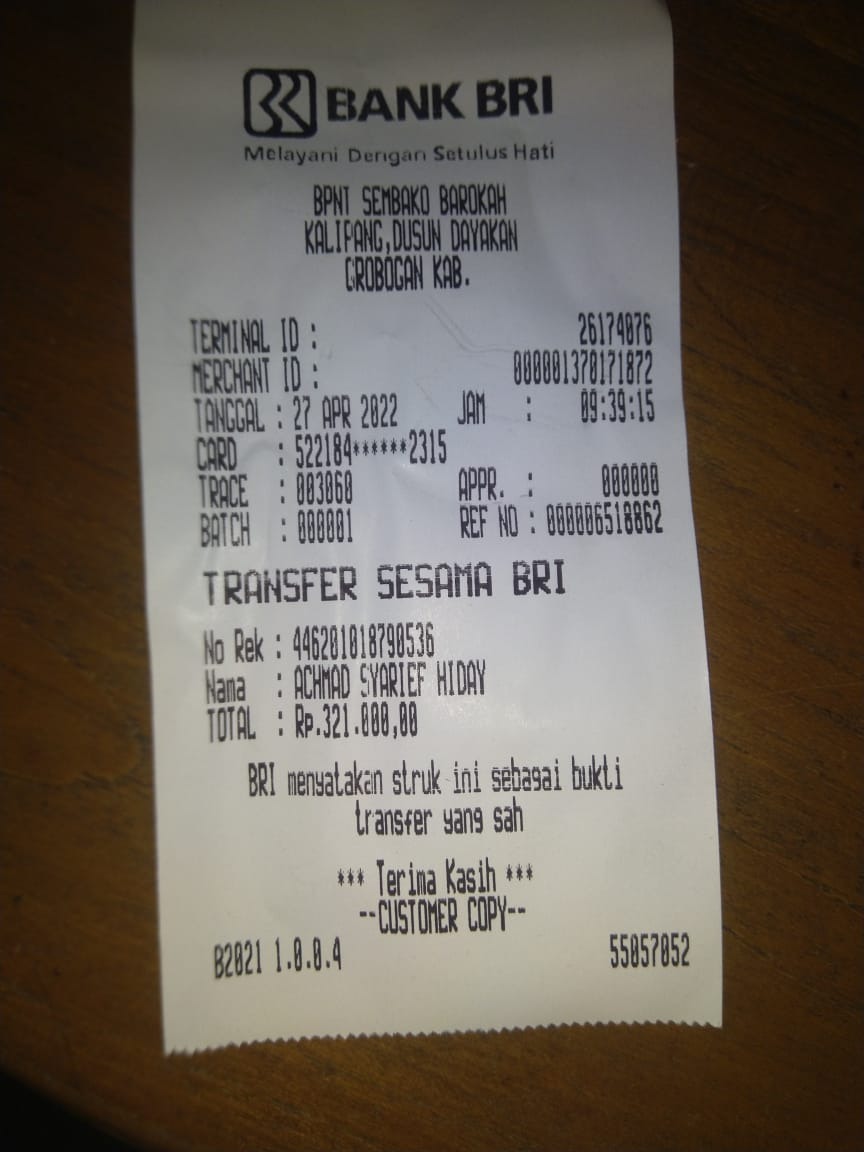 BANK BRI
Melayani Dengan Setulus Hati
BPNT SEMBAKO BAROKAH
KALIPANG,DUSUN DAYAKAN
GROBOGAN KAB.
TERMINAL ID : 26174076
MERCHANT ID : 000001370171872
TANGGAL : 27 APR 2022 JAM : 09:39:15
CARD : 522184******2315
TRACE : 003060 APPR. : 000000
BATCH : 000001 REF NO : 000006518862
TRANSFER SESAMA BRI
No Rek : 446201018790536
Nama : ACHMAD SYARIEF HIDAY
TOTAL : Rp.321.000,00
BRI menyatakan struk ini sebagai bukti
transfer yang sah
*** Terima Kasih ***
--CUSTOMER COPY--
B2021 1.0.0.4 55057052